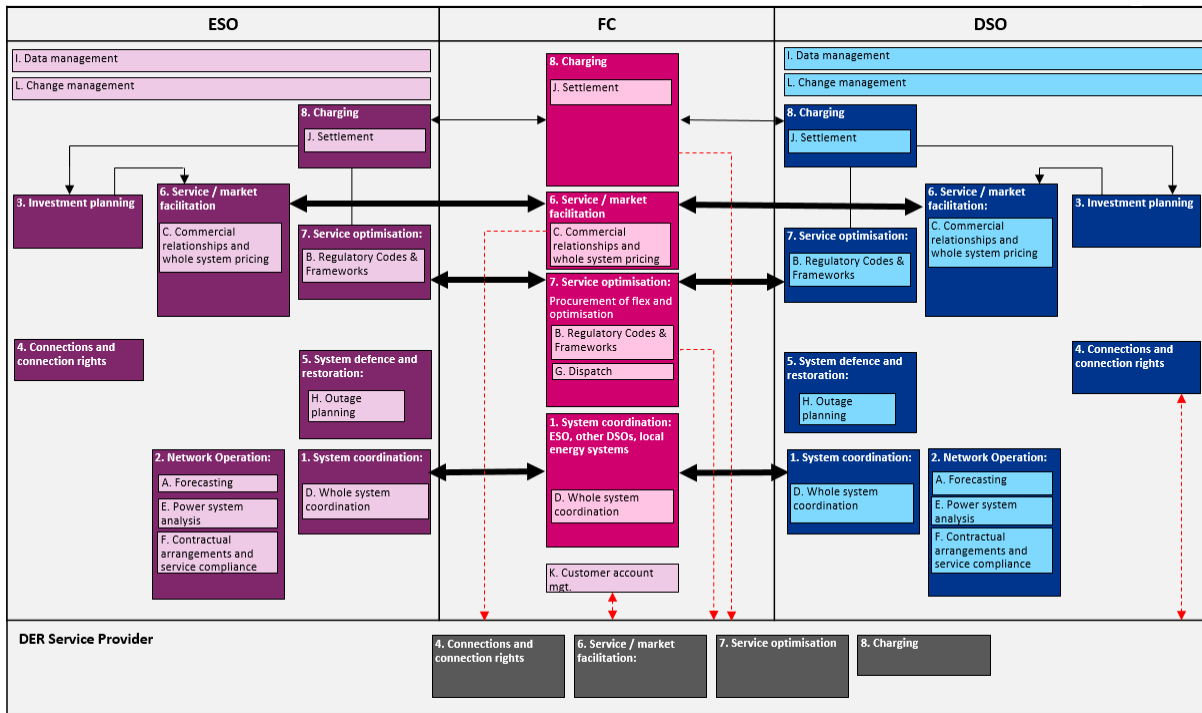 ESO
FC
DSO
I. Data management
L. Change management
8. Charging
J. Settlement
3. Investment planning
6. Service / market
facilitation
C. Commercial
relationships and
whole system pricing
7. Service optimisation:
B. Regulatory Codes &
Frameworks
4. Connections and
connection rights
5. System defence and
restoration:
H. Outage
planning
2. Network Operation:
A. Forecasting
E. Power system
analysis
F. Contractual
arrangements and
service compliance
1. System coordination:
D. Whole system
coordination
8. Charging
J. Settlement
6. Service / market
facilitation
C. Commercial
relationships and
whole system pricing
7. Service optimisation:
Procurement of flex and
optimisation
B. Regulatory Codes &
Frameworks
G. Dispatch
1. System coordination:
ESO, other DSOs, local
energy systems
D. Whole system
coordination
K. Customer account
mgt.
I. Data management
L. Change management
8. Charging
J. Settlement
6. Service / market
facilitation:
C. Commercial
relationships and
whole system pricing
3. Investment planning
7. Service optimisation:
B. Regulatory Codes &
Frameworks
4. Connections and
connection rights
5. System defence and
restoration:
H. Outage
planning
1. System coordination:
D. Whole system
coordination
2. Network Operation:
A. Forecasting
E. Power system
analysis
F. Contractual
arrangements and
service compliance
DER Service Provider
4. Connections and
connection rights
6. Service / market
facilitation:
7. Service optimisation
8. Charging